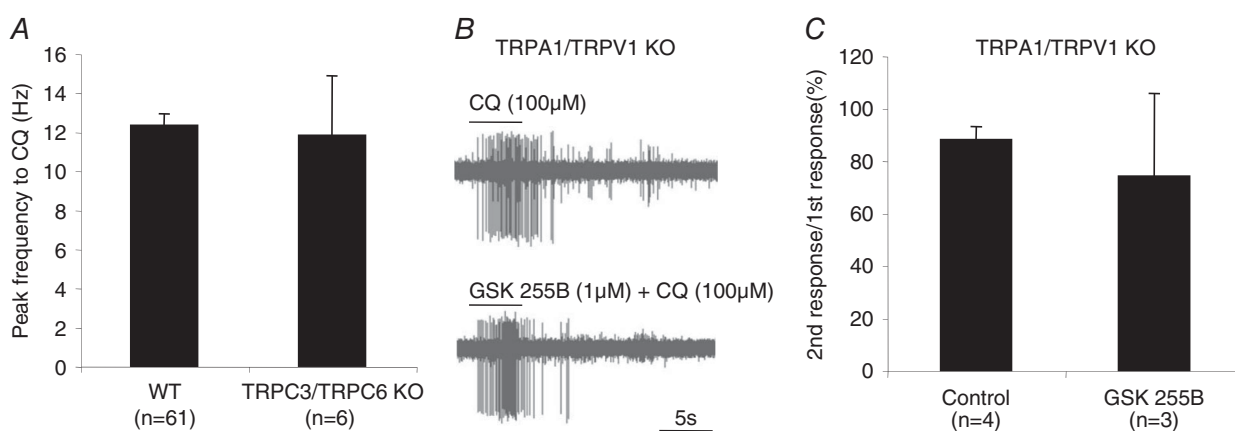 A
Peak frequency to CQ (Hz)
16
14
12
10
8
6
4
2
0
WT
(n=61)
TRPC3/TRPC6 KO
(n=6)
B
TRPA1/TRPV1 KO
CQ (100µM)
GSK 255B (1µM) + CQ (100µM)
5s
C
TRPA1/TRPV1 KO
2nd response/1st response(%)
120
100
80
60
40
20
0
Control
(n=4)
GSK 255B
(n=3)